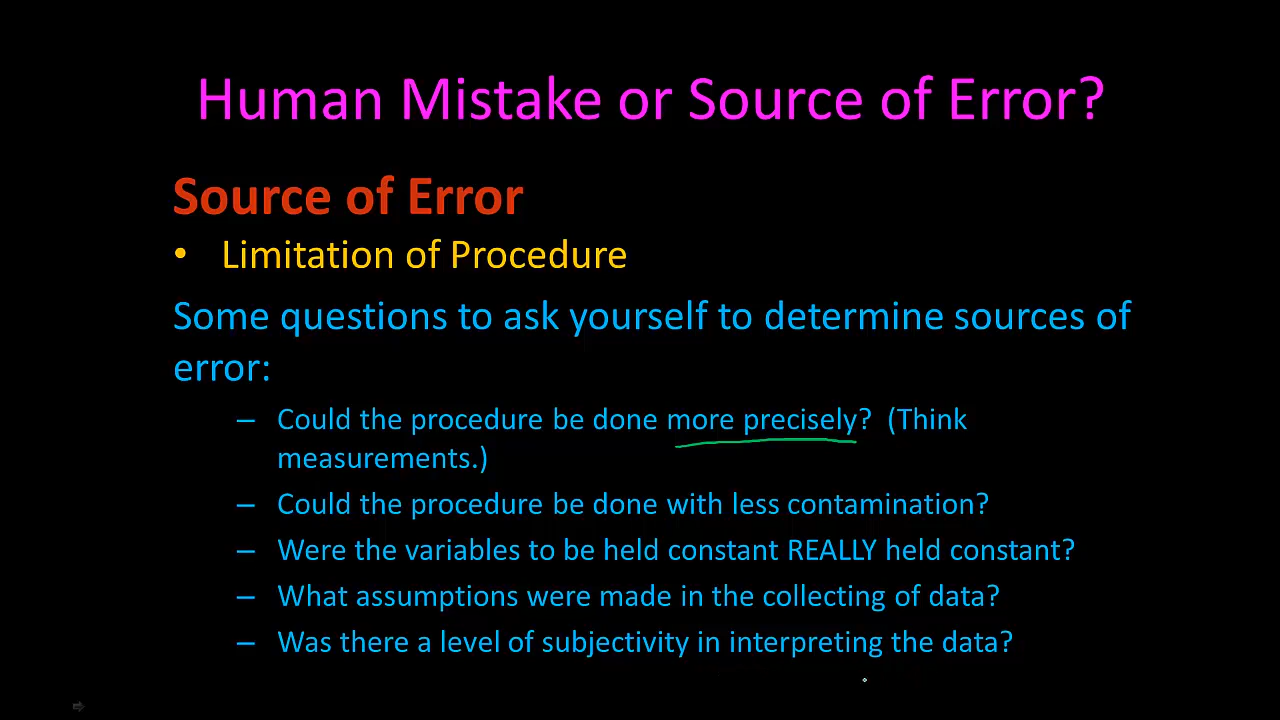 Human Mistake or Source of Error?
Source of Error
• Limitation of Procedure
Some questions to ask yourself to determine sources of
error:
– Could the procedure be done more precisely? (Think
measurements.)
– Could the procedure be done with less contamination?
– Were the variables to be held constant REALLY held constant?
– What assumptions were made in the collecting of data?
– Was there a level of subjectivity in interpreting the data?